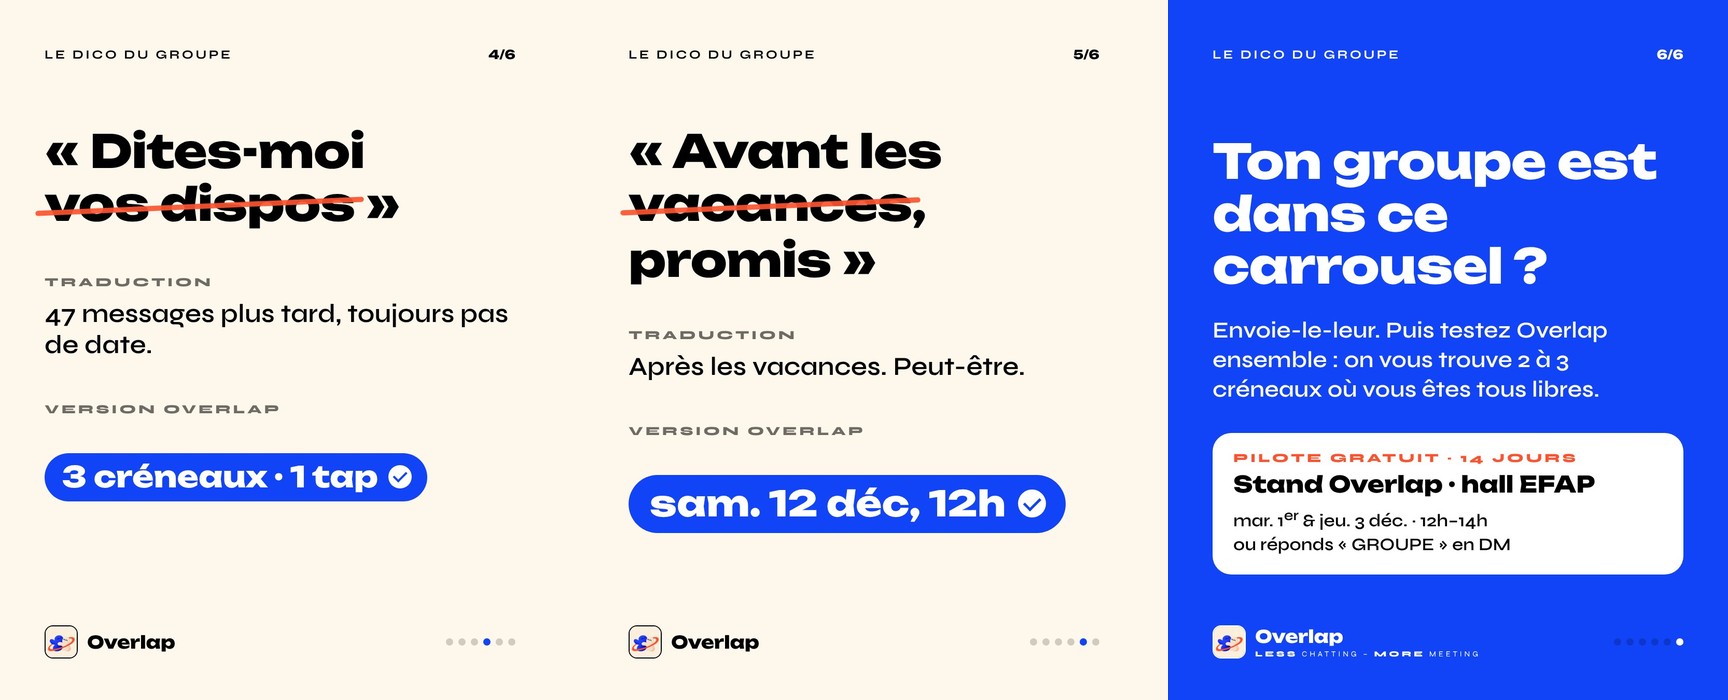 LE DICO DU GROUPE
4/6
« Dites-moi
vos dispos »
TRADUCTION
47 messages plus tard, toujours pas
de date.
VERSION OVERLAP
3 créneaux · 1 tap
Overlap
LE DICO DU GROUPE
5/6
« Avant les
vacances,
promis »
TRADUCTION
Après les vacances. Peut-être.
VERSION OVERLAP
sam. 12 déc, 12h
Overlap
LE DICO DU GROUPE
6/6
Ton groupe est
dans ce
carrousel ?
Envoie-le-leur. Puis testez Overlap
ensemble : on vous trouve 2 à 3
créneaux où vous êtes tous libres.
PILOTE GRATUIT · 14 JOURS
Stand Overlap · hall EFAP
mar. 1er & jeu. 3 déc. · 12h–14h
ou réponds « GROUPE » en DM
Overlap
LESS CHATTING - MORE MEETING